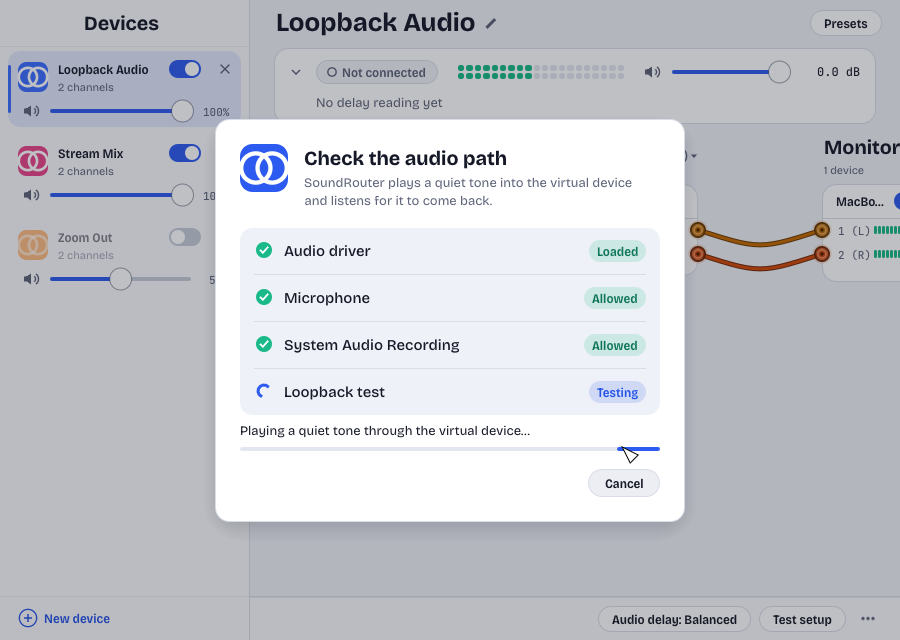 Devices
Loopback Audio
2 channels
100%
Stream Mix
2 channels
Zoom Out
2 channels
New device
Loopback Audio
Presets
Not connected
0.0 dB
No delay reading yet
Monitor
1 device
MacBo...
1 (L)
2 (R)
Check the audio path
SoundRouter plays a quiet tone into the virtual device
and listens for it to come back.
Audio driver
Loaded
Microphone
Allowed
System Audio Recording
Allowed
Loopback test
Testing
Playing a quiet tone through the virtual device...
Cancel
Audio delay: Balanced
Test setup